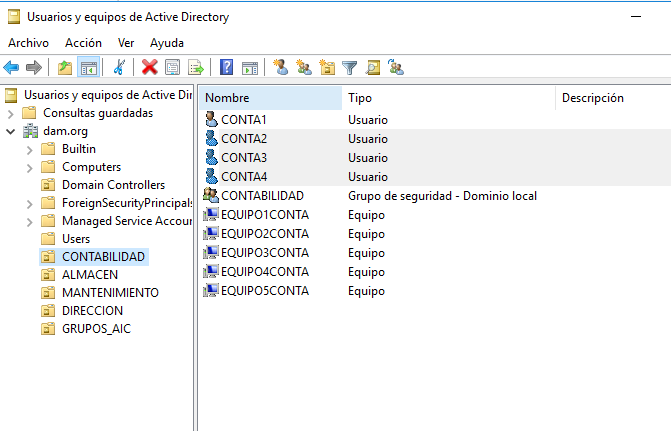 Usuarios y equipos de Active Directory
Archivo Acción Ver Ayuda
Usuarios y equipos de Active Dir
Consultas guardadas
dam.org
Builtin
Computers
Domain Controllers
ForeignSecurityPrincipals
Managed Service Accour
Users
CONTABILIDAD
ALMACEN
MANTENIMIENTO
DIRECCION
GRUPOS_AIC
Nombre Tipo Descripción
CONTA1 Usuario
CONTA2 Usuario
CONTA3 Usuario
CONTA4 Usuario
CONTABILIDAD Grupo de seguridad - Dominio local
EQUIPO1CONTA Equipo
EQUIPO2CONTA Equipo
EQUIPO3CONTA Equipo
EQUIPO4CONTA Equipo
EQUIPO5CONTA Equipo